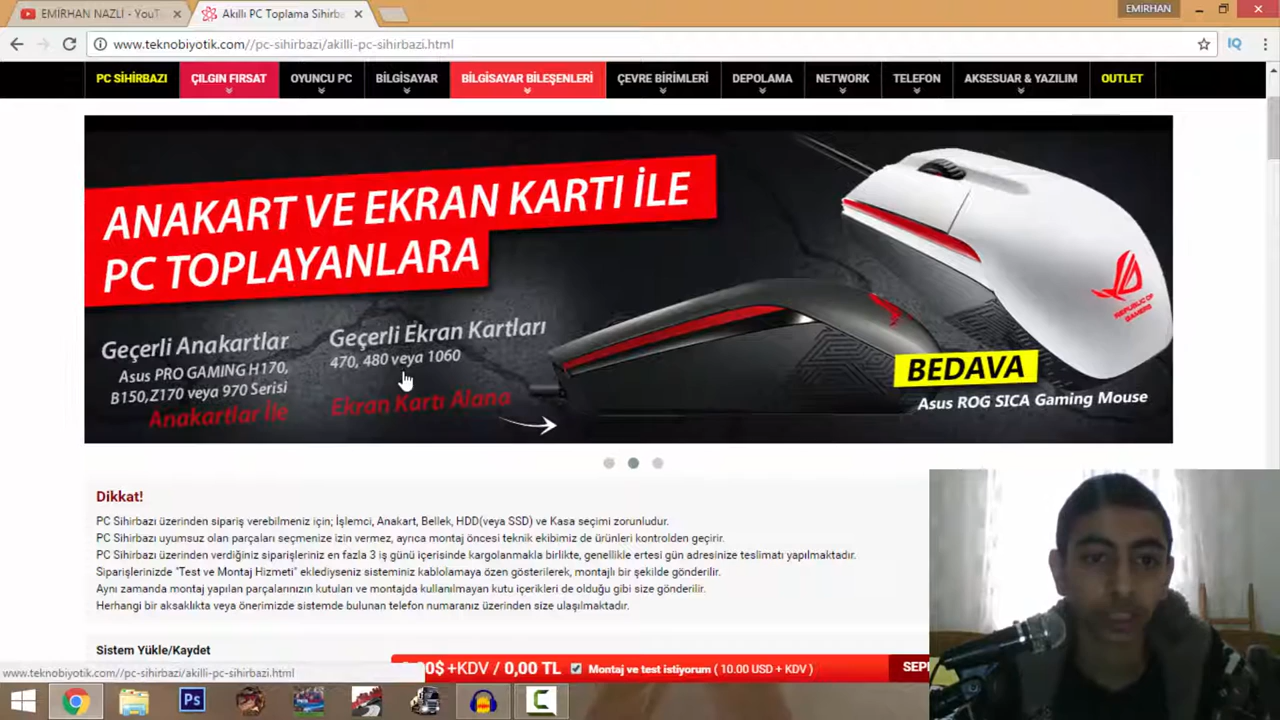 EMİRHAN NAZLI - YouT
Akıllı PC Toplama Sihirba
EMIRHAN
www.teknobiyotik.com//pc-sihirbazi/akilli-pc-sihirbazi.html
IQ
PC SİHİRBAZI
ÇILGIN FIRSAT
OYUNCU PC
BİLGİSAYAR
BİLGİSAYAR BİLEŞENLERİ
ÇEVRE BİRİMLERİ
DEPOLAMA
NETWORK
TELEFON
AKSESUAR & YAZILIM
OUTLET
ANAKART VE EKRAN KARTI İLE
PC TOPLAYANLARA
Geçerli Anakartlar
Asus PRO GAMING H170,
B150,Z170 veya 970 Serisi
Anakartlar İle
Geçerli Ekran Kartları
470, 480 veya 1060
Ekran Kartı Alana
REPUBLIC OF
GAMERS
BEDAVA
Asus ROG SICA Gaming Mouse
Dikkat!
PC Sihirbazı üzerinden sipariş verebilmeniz için; İşlemci, Anakart, Bellek, HDD(veya SSD) ve Kasa seçimi zorunludur.
PC Sihirbazı uyumsuz olan parçaları seçmenize izin vermez, ayrıca montaj öncesi teknik ekibimiz de ürünleri kontrolden geçirir.
PC Sihirbazı üzerinden verdiğiniz siparişleriniz en fazla 3 iş günü içerisinde kargolanmakla birlikte, genellikle ertesi gün adresinize teslimatı yapılmaktadır.
Siparişlerinizde "Test ve Montaj Hizmeti" eklediyseniz sisteminiz kablolamaya özen gösterilerek, montajlı bir şekilde gönderilir.
Aynı zamanda montaj yapılan parçalarınızın kutuları ve montajda kullanılmayan kutu içerikleri de olduğu gibi size gönderilir.
Herhangi bir aksaklıkta veya önerimizde sistemde bulunan telefon numaranız üzerinden size ulaşılmaktadır.
Sistem Yükle/Kaydet
www.teknobiyotik.com//pc-sihirbazi/akilli-pc-sihirbazi.html
0,00$ +KDV / 0,00 TL
Montaj ve test istiyorum ( 10.00 USD + KDV )
SEP
Ps